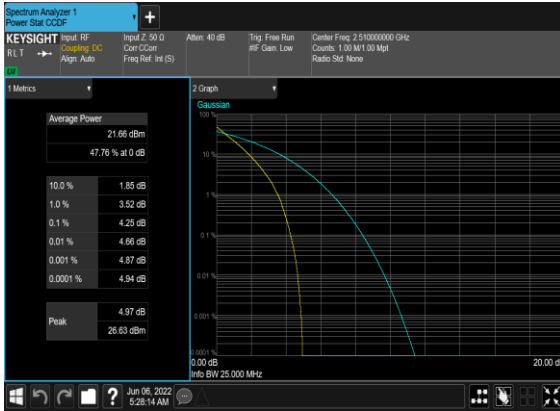 Spectrum Analyzer 1
Power Stat CCDF
KEYSIGHT
Input: RF
Input Z: 50 Ω
Atten: 40 dB
Trig: Free Run
Center Freq: 2.510000000 GHz
RLT
Coupling: DC
Corr CCorr
#IF Gain: Low
Counts: 1.00 M/1.00 Mpt
Align: Auto
Freq Ref: Int (S)
Radio Std: None
1 Metrics
2 Graph
Gaussian
Average Power
21.66 dBm
47.76 % at 0 dB
10.0 % 1.85 dB
1.0 % 3.52 dB
0.1 % 4.25 dB
0.01 % 4.66 dB
0.001 % 4.87 dB
0.0001 % 4.94 dB
Peak
4.97 dB
26.63 dBm
100 %
10 %
1 %
0.1 %
0.01 %
0.001 %
0.0001 %
0.00 dB
20.00 d
Info BW 25.000 MHz
Jun 06, 2022
5:28:14 AM